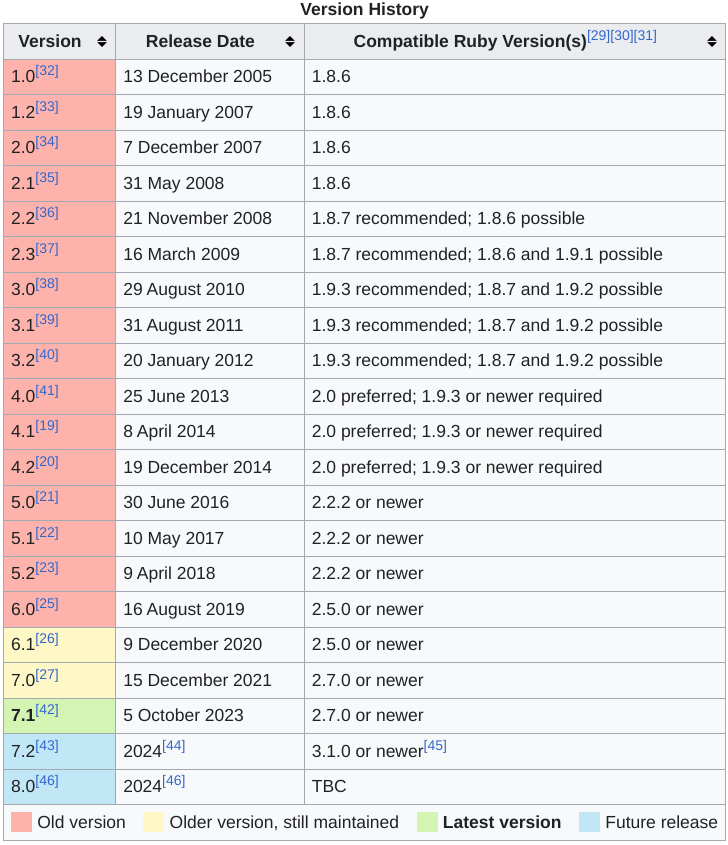 Version History
Version Release Date Compatible Ruby Version(s)[29][30][31]
1.0[32] 13 December 2005 1.8.6
1.2[33] 19 January 2007 1.8.6
2.0[34] 7 December 2007 1.8.6
2.1[35] 31 May 2008 1.8.6
2.2[36] 21 November 2008 1.8.7 recommended; 1.8.6 possible
2.3[37] 16 March 2009 1.8.7 recommended; 1.8.6 and 1.9.1 possible
3.0[38] 29 August 2010 1.9.3 recommended; 1.8.7 and 1.9.2 possible
3.1[39] 31 August 2011 1.9.3 recommended; 1.8.7 and 1.9.2 possible
3.2[40] 20 January 2012 1.9.3 recommended; 1.8.7 and 1.9.2 possible
4.0[41] 25 June 2013 2.0 preferred; 1.9.3 or newer required
4.1[19] 8 April 2014 2.0 preferred; 1.9.3 or newer required
4.2[20] 19 December 2014 2.0 preferred; 1.9.3 or newer required
5.0[21] 30 June 2016 2.2.2 or newer
5.1[22] 10 May 2017 2.2.2 or newer
5.2[23] 9 April 2018 2.2.2 or newer
6.0[25] 16 August 2019 2.5.0 or newer
6.1[26] 9 December 2020 2.5.0 or newer
7.0[27] 15 December 2021 2.7.0 or newer
7.1[42] 5 October 2023 2.7.0 or newer
7.2[43] 2024[44] 3.1.0 or newer[45]
8.0[46] 2024[46] TBC
Old version Older version, still maintained Latest version Future release